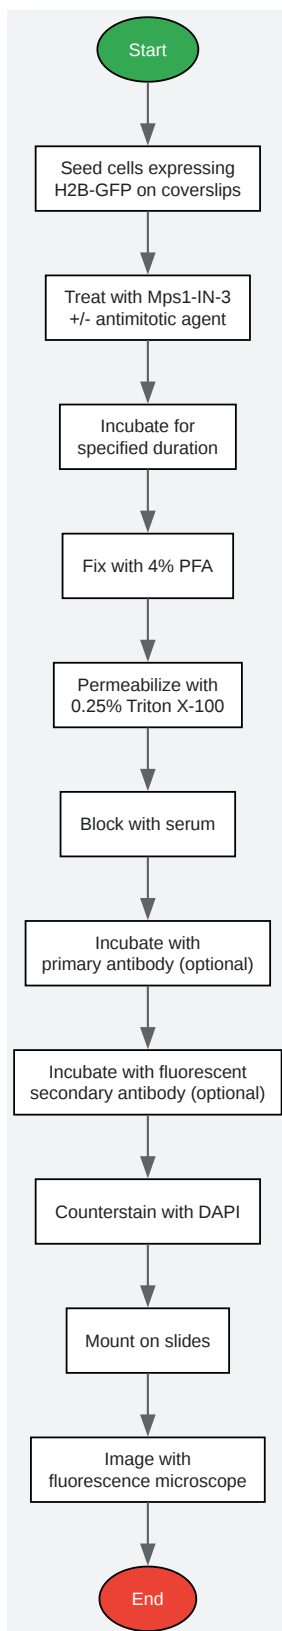 Start
Seed cells expressing
H2B-GFP on coverslips
Treat with Mps1-IN-3
+/- antimitotic agent
Incubate for
specified duration
Fix with 4% PFA
Permeabilize with
0.25% Triton X-100
Block with serum
Incubate with
primary antibody (optional)
Incubate with fluorescent
secondary antibody (optional)
Counterstain with DAPI
Mount on slides
Image with
fluorescence microscope
End